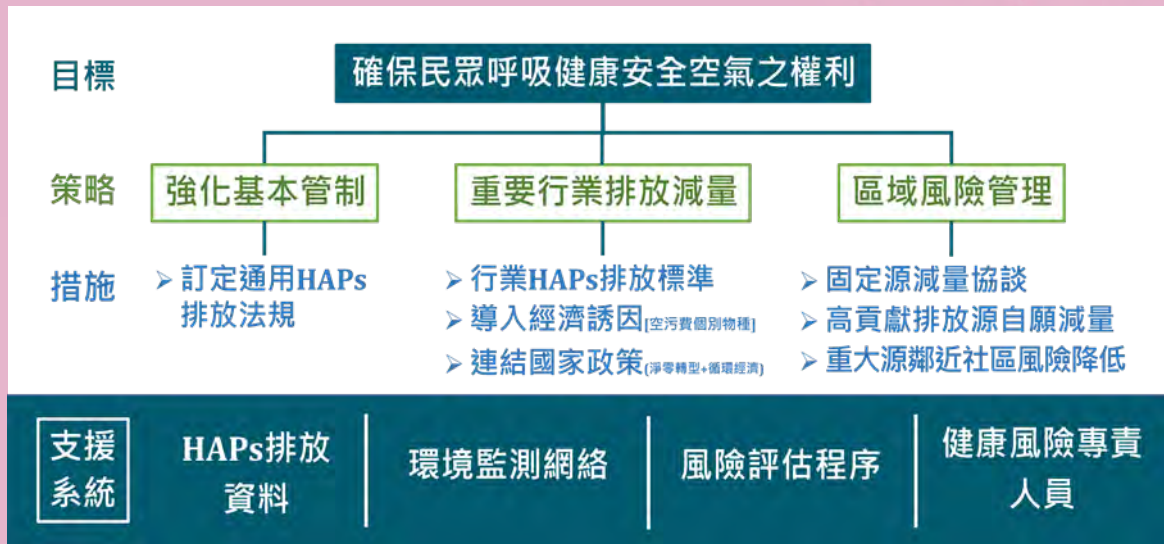 目標
確保民眾呼吸健康安全空氣之權利
策略
強化基本管制
重要行業排放減量
區域風險管理
措施
➢ 訂定通用HAPs
排放法規
➢ 行業HAPs排放標準
➢ 導入經濟誘因[空污費個別物種]
➢ 連結國家政策(淨零轉型+循環經濟)
➢ 固定源減量協談
➢ 高貢獻排放源自願減量
➢ 重大源鄰近社區風險降低
支援
系統
HAPs排放
資料
環境監測網絡
風險評估程序
健康風險專責
人員